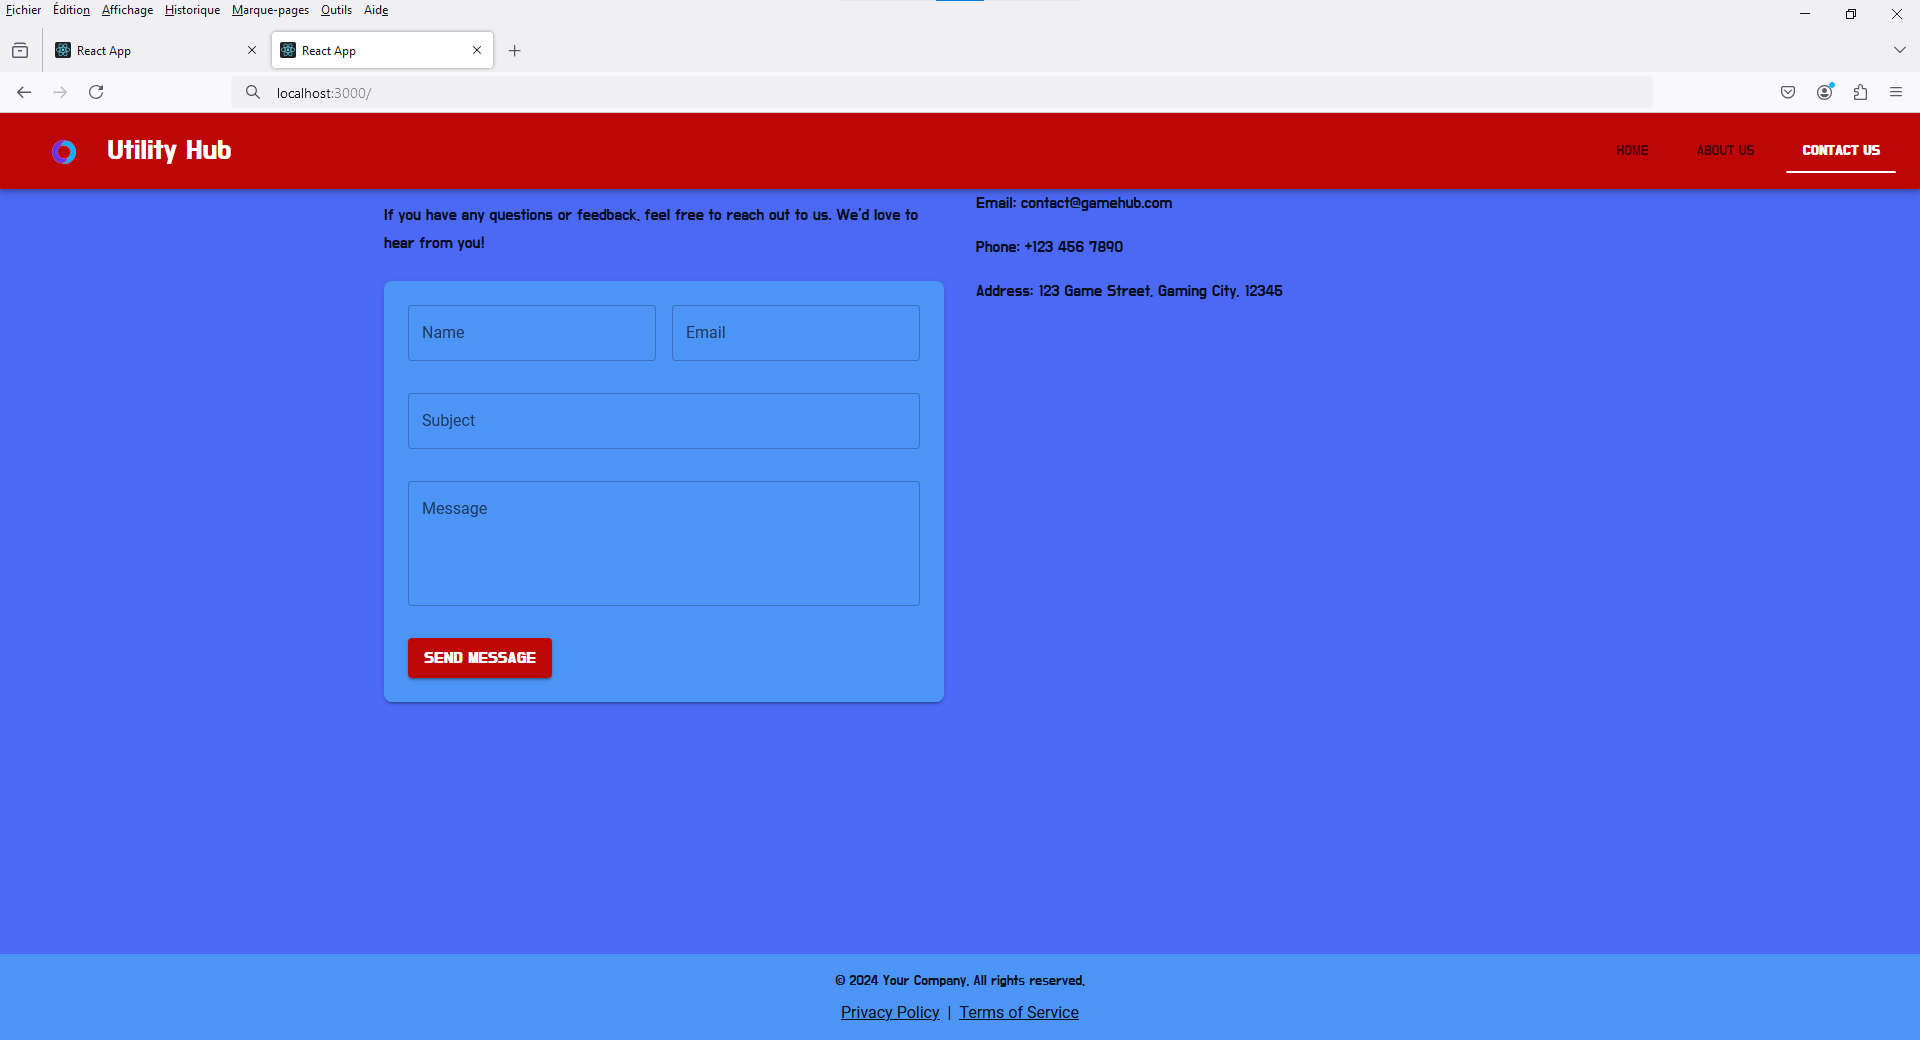 Fichier Édition Affichage Historique Marque-pages Outils Aide
React App React App
localhost:3000/
Utility Hub HOME ABOUT US CONTACT US
If you have any questions or feedback, feel free to reach out to us. We'd love to
hear from you!
Email: contact@gamehub.com
Phone: +123 456 7890
Address: 123 Game Street, Gaming City, 12345
Name Email
Subject
Message
SEND MESSAGE
© 2024 Your Company. All rights reserved.
Privacy Policy | Terms of Service